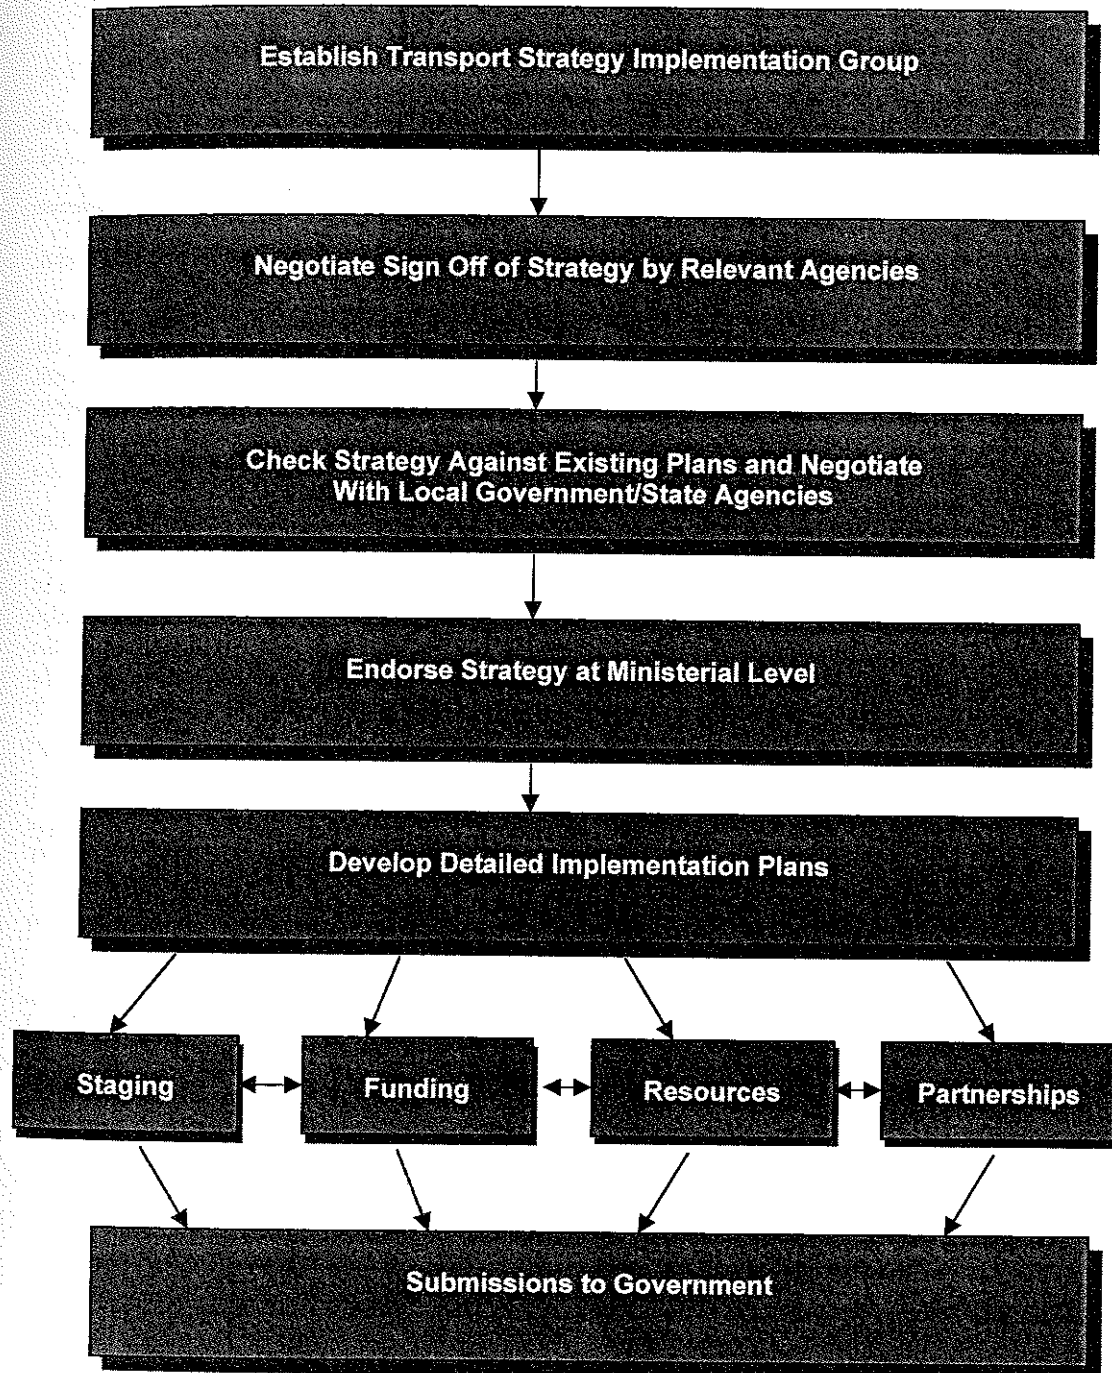 Establish Transport Strategy Implementation Group
Negotiate Sign Off of Strategy by Relevant Agencies
Check Strategy Against Existing Plans and Negotiate
With Local Government/State Agencies
Endorse Strategy at Ministerial Level
Develop Detailed Implementation Plans
Staging
Funding
Resources
Partnerships
Submissions to Government